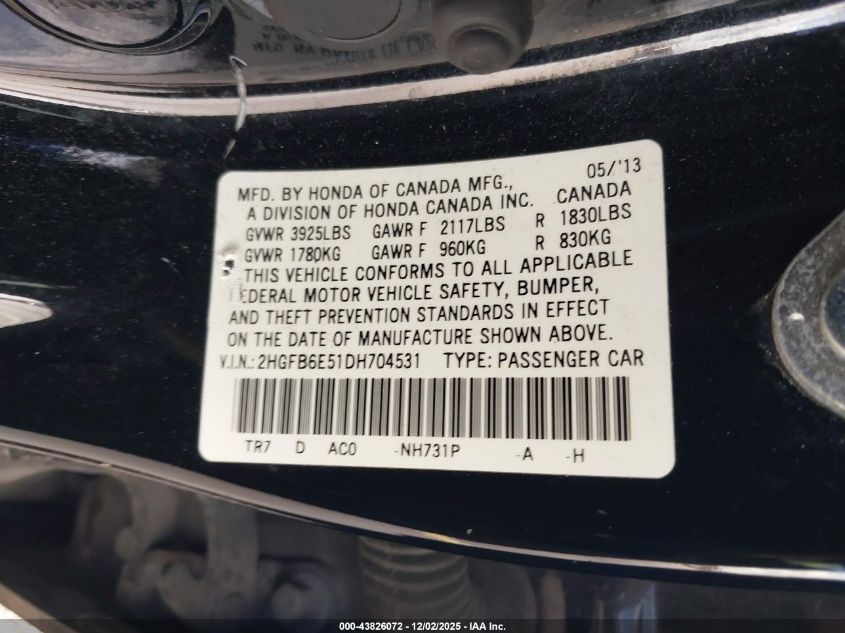 MFD. BY HONDA OF CANADA MFG., 05/'13
A DIVISION OF HONDA CANADA INC. CANADA
GVWR 3925LBS GAWR F 2117LBS R 1830LBS
GVWR 1780KG GAWR F 960KG R 830KG
THIS VEHICLE CONFORMS TO ALL APPLICABLE
FEDERAL MOTOR VEHICLE SAFETY, BUMPER,
AND THEFT PREVENTION STANDARDS IN EFFECT
ON THE DATE OF MANUFACTURE SHOWN ABOVE.
V.I.N.: 2HGFB6E51DH704531 TYPE: PASSENGER CAR
TR7 D AC0 -NH731P -A -H
000-43826072 - 12/02/2025 - IAA Inc.